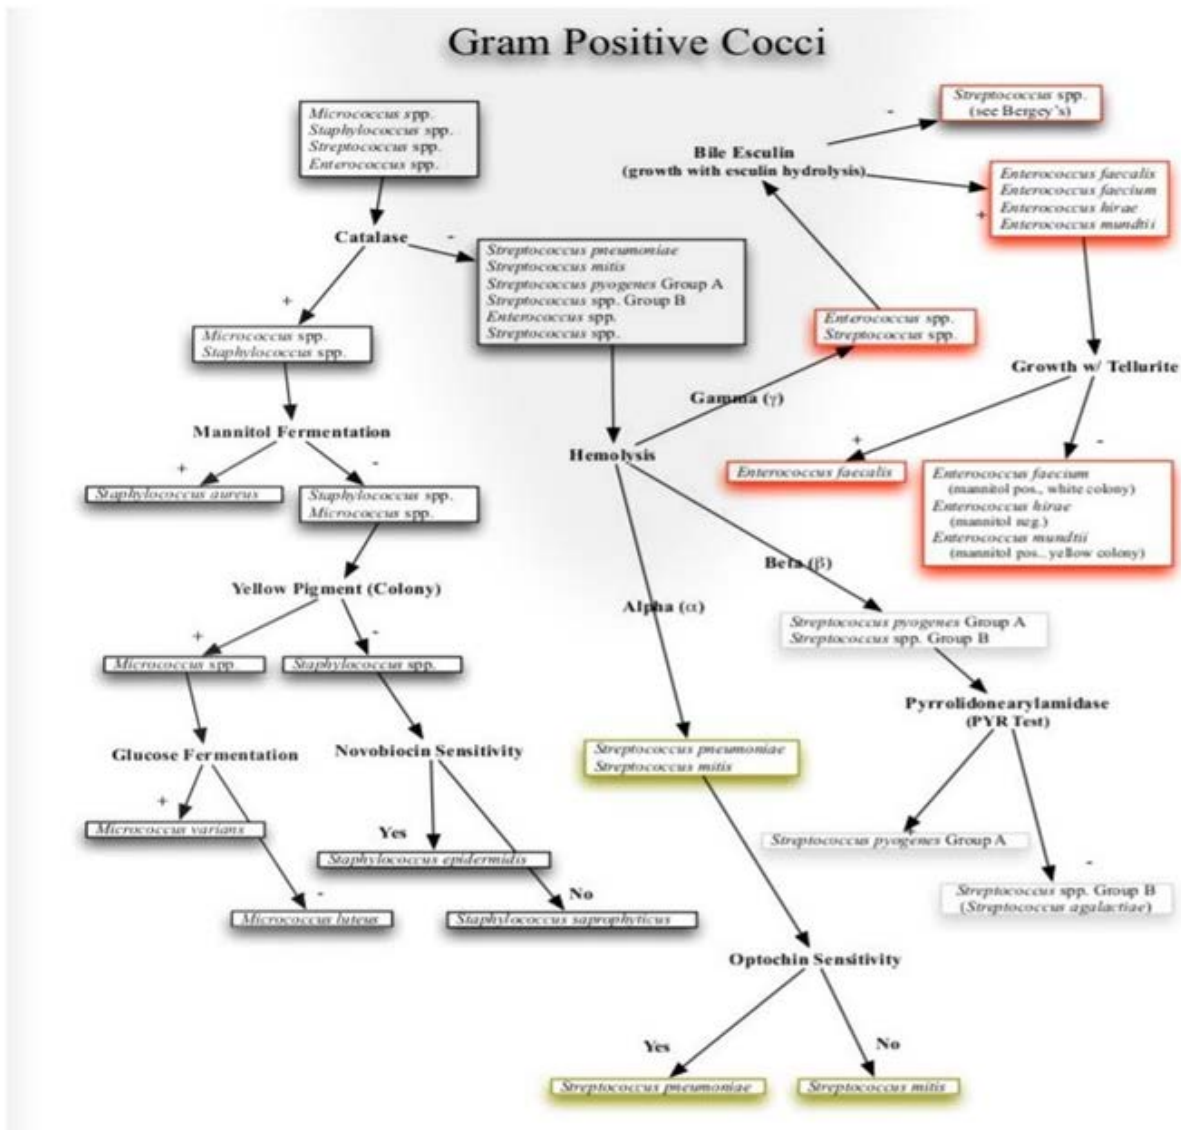 Gram Positive Cocci
Micrococcus spp.
Staphylococcus spp.
Streptococcus spp.
Enterococcus spp.
Catalase
-
+
Streptococcus pneumoniae
Streptococcus mitis
Streptococcus pyogenes Group A
Streptococcus spp. Group B
Enterococcus spp.
Streptococcus spp.
Micrococcus spp.
Staphylococcus spp.
Mannitol Fermentation
+
-
Staphylococcus aureus
Staphylococcus spp.
Micrococcus spp.
Yellow Pigment (Colony)
+
-
Micrococcus spp.
Staphylococcus spp.
Glucose Fermentation
+
-
Micrococcus varians
Micrococcus luteus
Novobiocin Sensitivity
Yes
No
Staphylococcus epidermidis
Staphylococcus saprophyticus
Hemolysis
Gamma (γ)
Enterococcus spp.
Streptococcus spp.
Bile Esculin
(growth with esculin hydrolysis)
-
+
Streptococcus spp.
(see Bergey's)
Enterococcus faecalis
Enterococcus faecium
Enterococcus hirae
Enterococcus mundtii
Growth w/ Tellurite
+
-
Enterococcus faecalis
Enterococcus faecium
(mannitol pos., white colony)
Enterococcus hirae
(mannitol neg.)
Enterococcus mundtii
(mannitol pos., yellow colony)
Beta (β)
Streptococcus pyogenes Group A
Streptococcus spp. Group B
Pyrrolidonearylamidase
(PYR Test)
+
-
Streptococcus pyogenes Group A
Streptococcus spp. Group B
(Streptococcus agalactiae)
Alpha (α)
Streptococcus pneumoniae
Streptococcus mitis
Optochin Sensitivity
Yes
No
Streptococcus pneumoniae
Streptococcus mitis